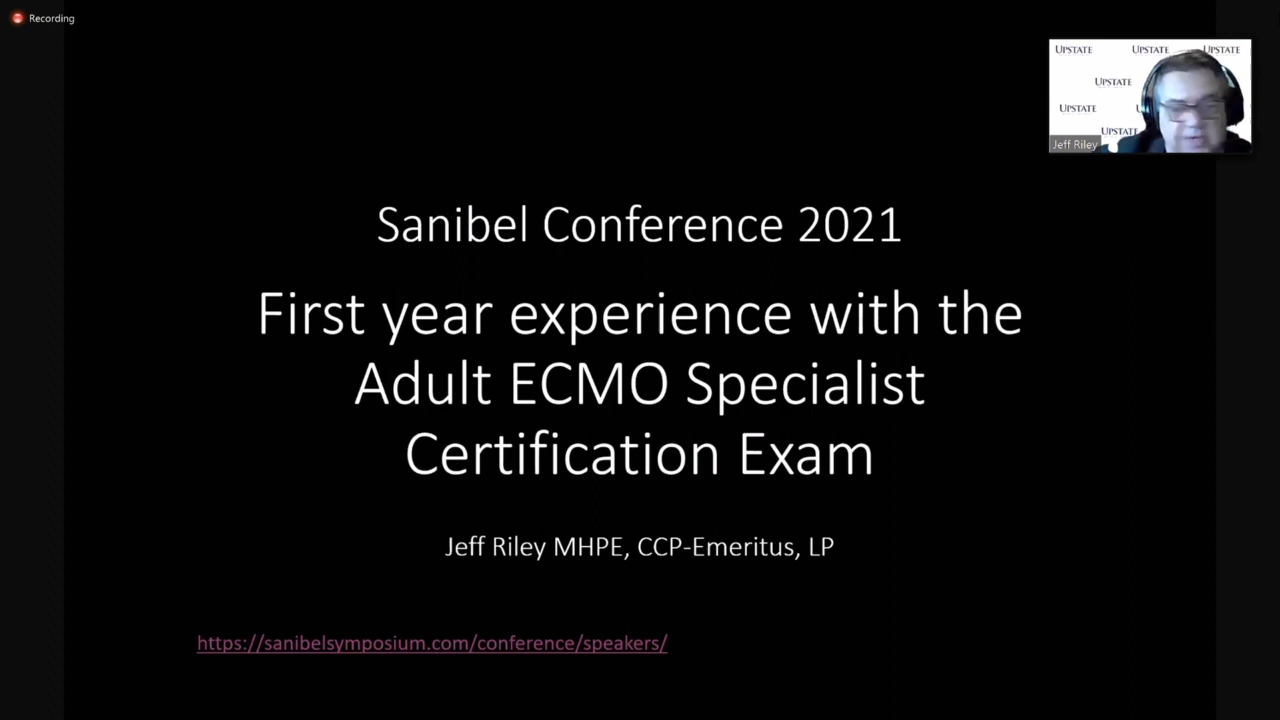 Recording
UPSTATE UPSTATE UPSTATE
UPSTATE
UPSTATE
UPSTATE
Jeff Riley
Sanibel Conference 2021
First year experience with the
Adult ECMO Specialist
Certification Exam
Jeff Riley MHPE, CCP-Emeritus, LP
https://sanibelsymposium.com/conference/speakers/